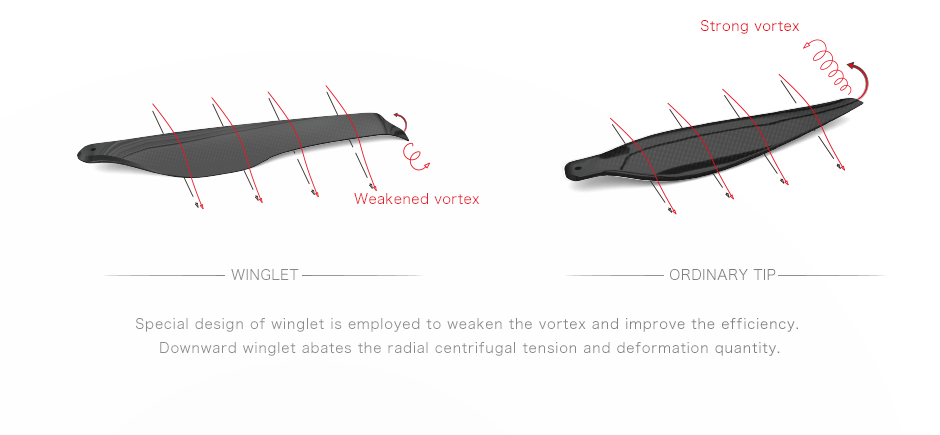 Strong vortex
Weakened vortex
WINGLET
ORDINARY TIP
Special design of winglet is employed to weaken the vortex and improve the efficiency.
Downward winglet abates the radial centrifugal tension and deformation quantity.